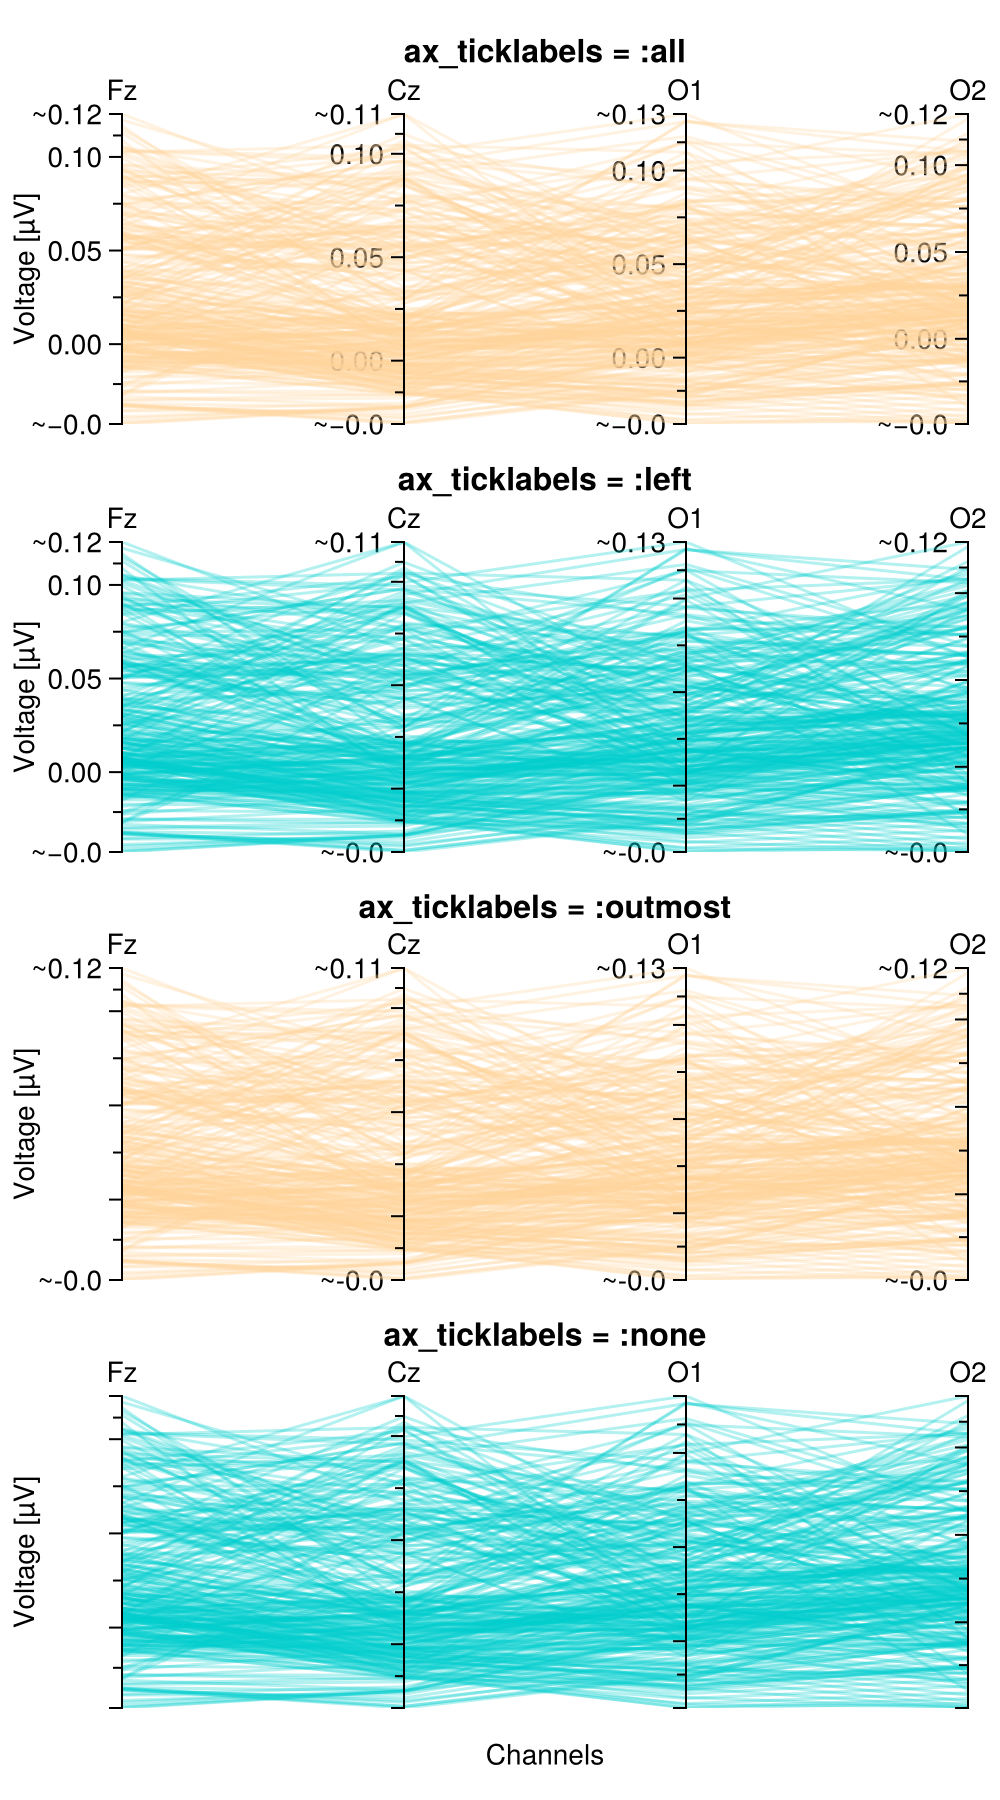 ax_ticklabels = :all
Fz Cz O1 O2
~0.12 ~0.11 ~0.13 ~0.12
0.10 0.10 0.10 0.10
0.05 0.05 0.05 0.05
0.00 0.00 0.00 0.00
~−0.0 ~−0.0 ~−0.0 ~−0.0
Voltage [µV]
ax_ticklabels = :left
Fz Cz O1 O2
~0.12 ~0.11 ~0.13 ~0.12
0.10
0.05
0.00
~−0.0 ~-0.0 ~-0.0 ~-0.0
Voltage [µV]
ax_ticklabels = :outmost
Fz Cz O1 O2
~0.12 ~0.11 ~0.13 ~0.12
~-0.0 ~-0.0 ~-0.0 ~-0.0
Voltage [µV]
ax_ticklabels = :none
Fz Cz O1 O2
Voltage [µV]
Channels